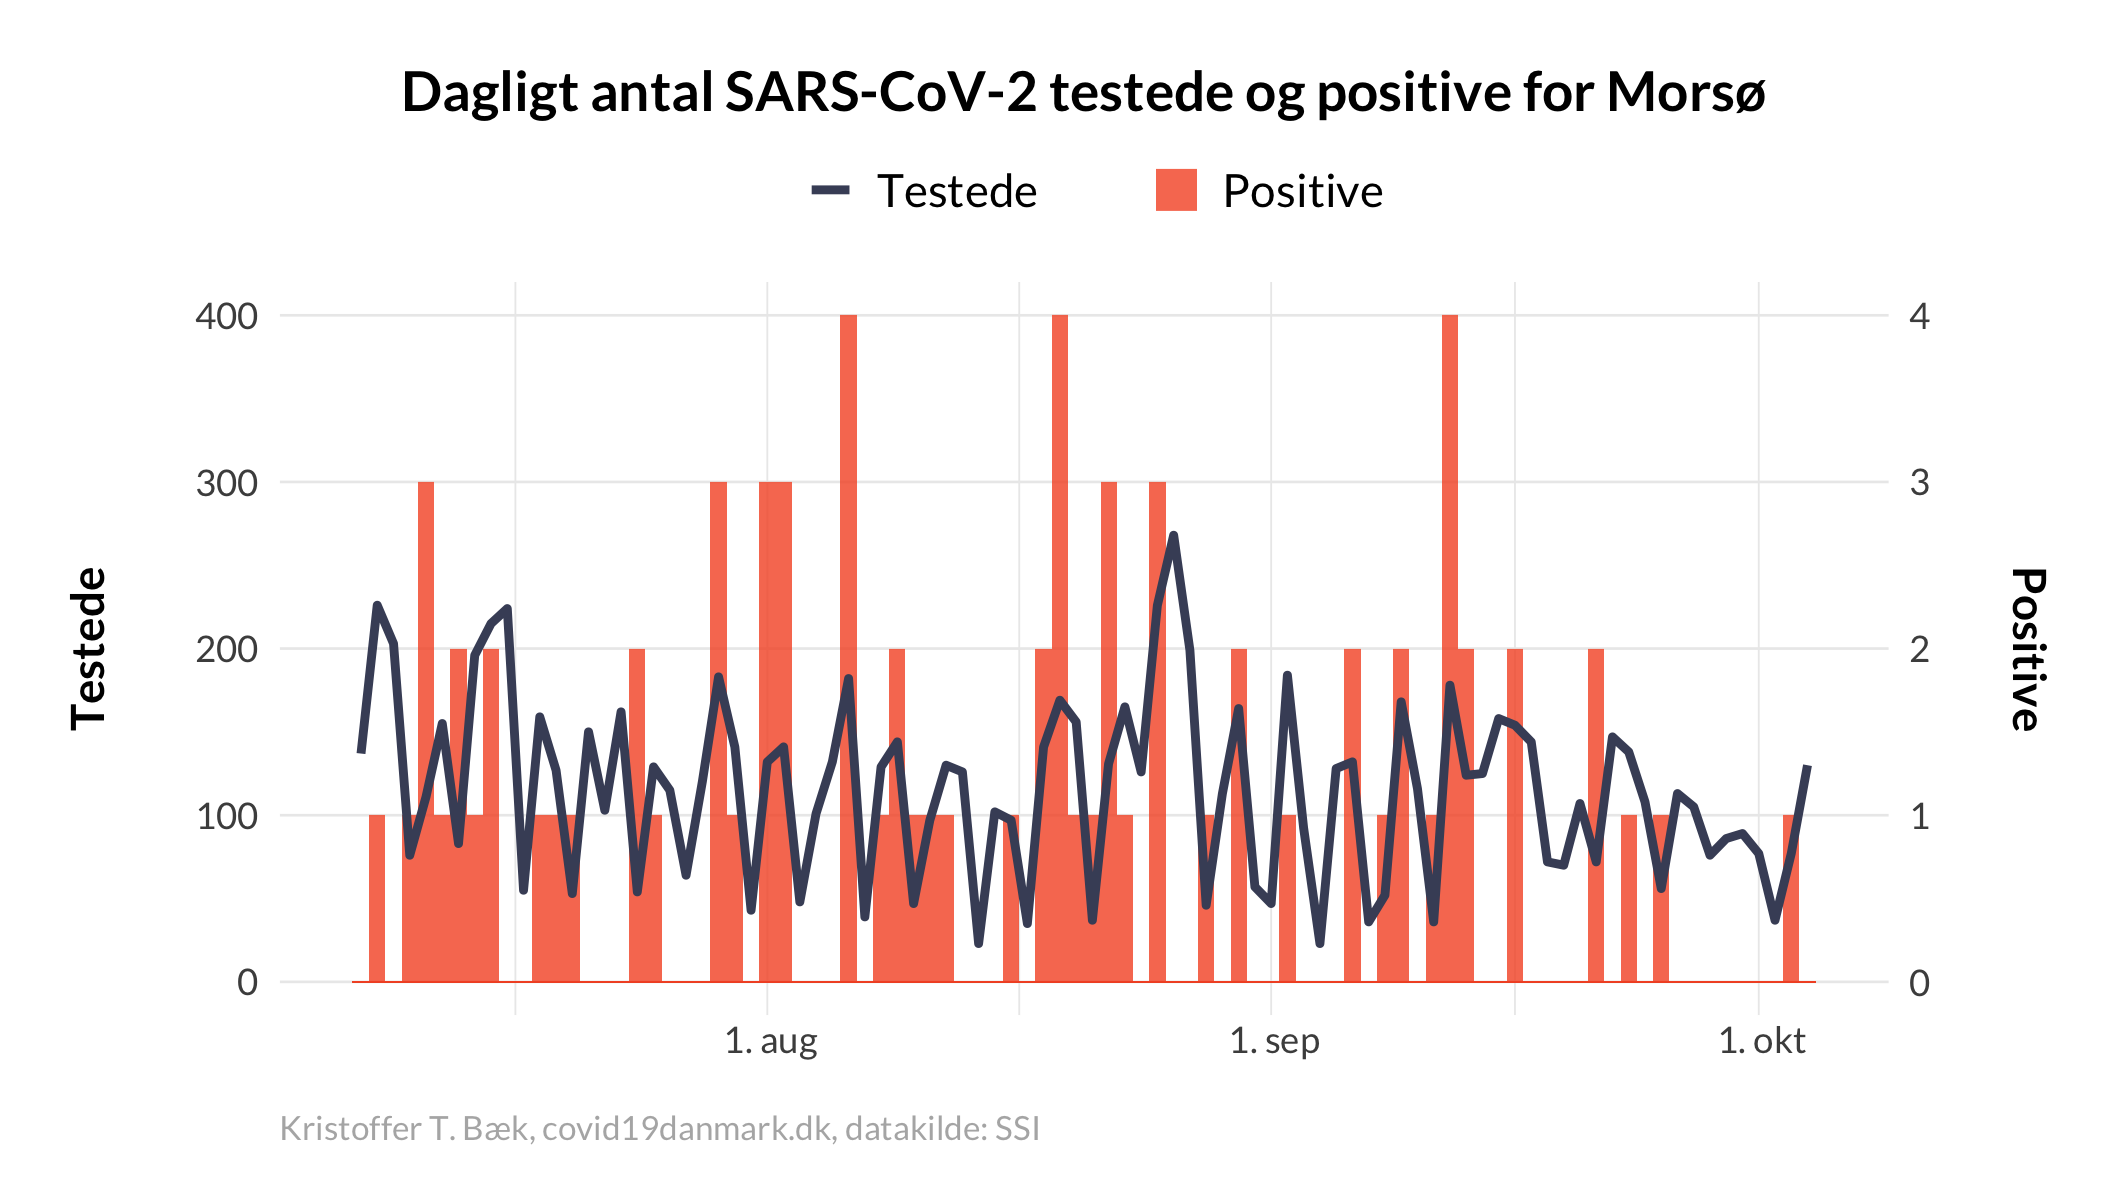 Dagligt antal SARS-CoV-2 testede og positive for Morsø
Testede
Positive
400
300
200
100
0
4
3
2
1
0
Testede
Positive
1. aug
1. sep
1. okt
Kristoffer T. Bæk, covid19danmark.dk, datakilde: SSI